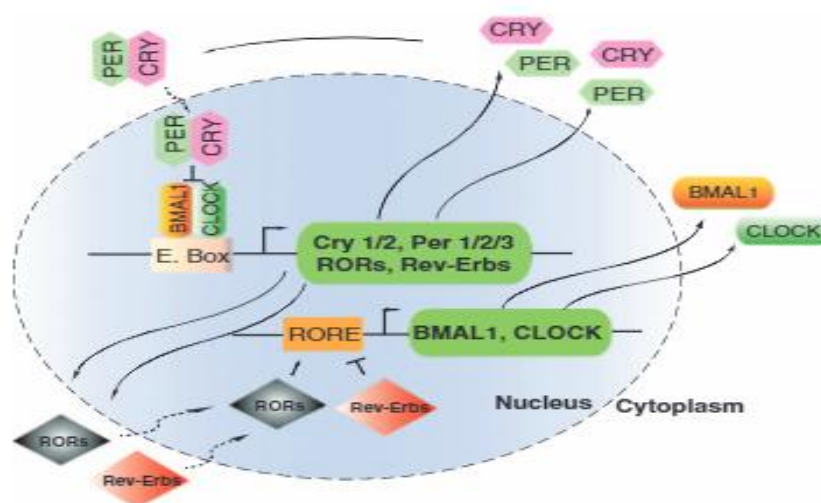 CRY
PER
CRY
PER
PER
CRY
PER
CRY
BMAL1
CLOCK
BMAL1
CLOCK
E. Box
Cry 1/2, Per 1/2/3
RORs, Rev-Erbs
RORE
BMAL1, CLOCK
RORs
Rev-Erbs
Nucleus
Cytoplasm
RORs
Rev-Erbs